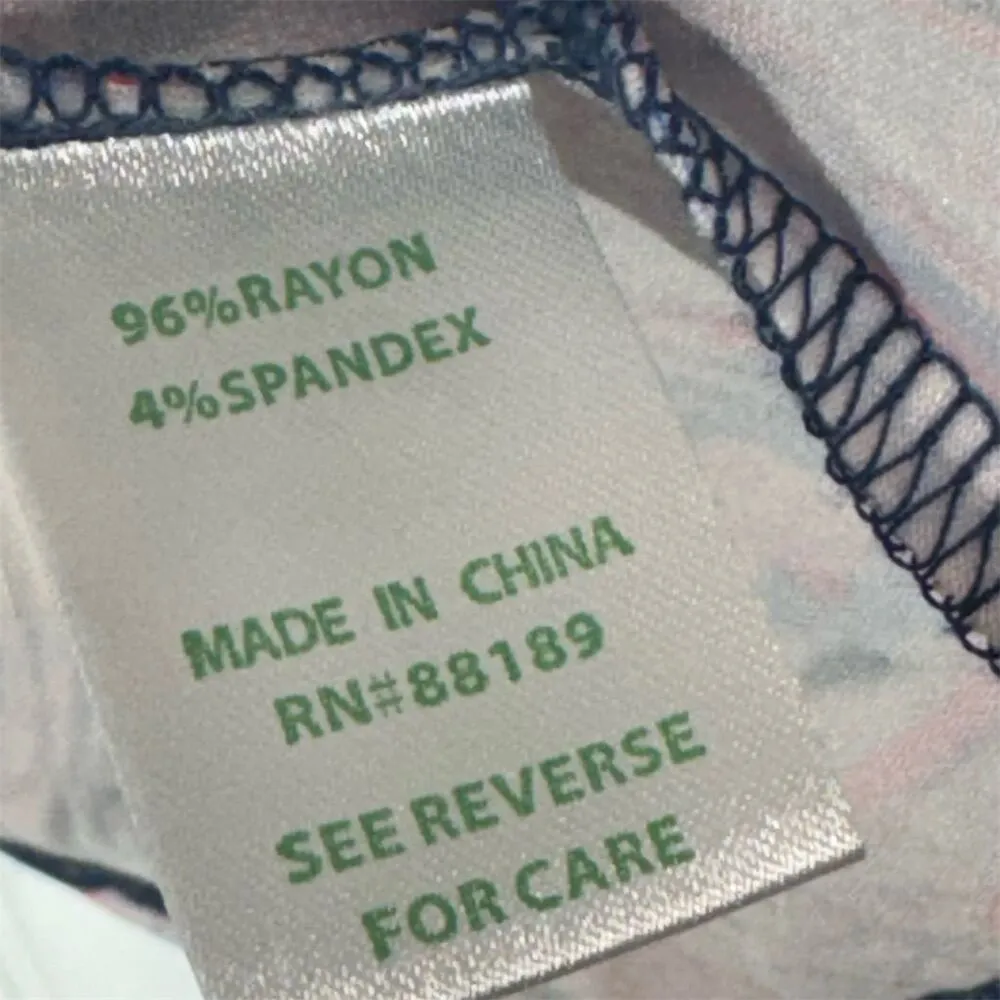 96%RAYON
4%SPANDEX
MADE IN CHINA
RN#88189
SEE REVERSE
FOR CARE